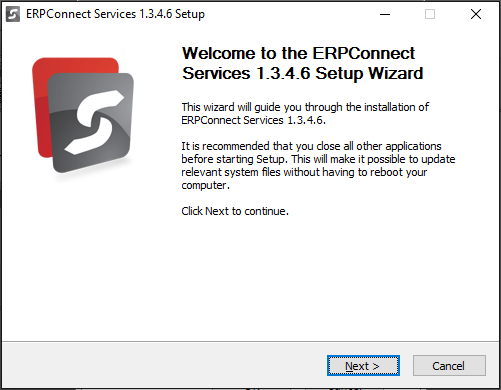 ERPConnect Services 1.3.4.6 Setup
Welcome to the ERPConnect
Services 1.3.4.6 Setup Wizard
This wizard will guide you through the installation of
ERPConnect Services 1.3.4.6.
It is recommended that you close all other applications
before starting Setup. This will make it possible to update
relevant system files without having to reboot your
computer.
Click Next to continue.
Next >
Cancel